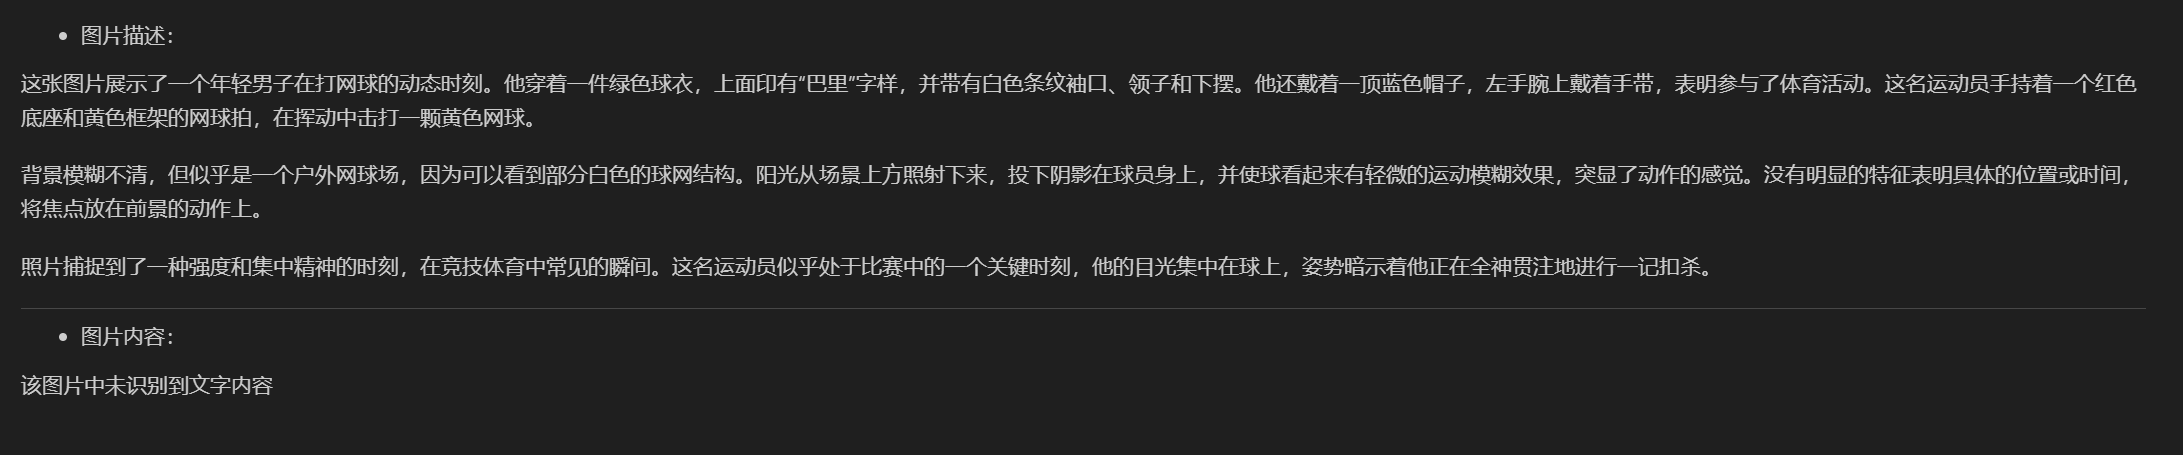 图片描述：
这张图片展示了一个年轻男子在打网球的动态时刻。他穿着一件绿色球衣，上面印有"巴里"字样，并带有白色条纹袖口、领子和下摆。他还戴着一顶蓝色帽子，左手腕上戴着手带，表明参与了体育活动。这名运动员手持着一个红色
底座和黄色框架的网球拍，在挥动中击打一颗黄色网球。
背景模糊不清，但似乎是一个户外网球场，因为可以看到部分白色的球网结构。阳光从场景上方照射下来，投下阴影在球员身上，并使球看起来有轻微的运动模糊效果，突显了动作的感觉。没有明显的特征表明具体的位置或时间，
将焦点放在前景的动作上。
照片捕捉到了一种强度和集中精神的时刻，在竞技体育中常见的瞬间。这名运动员似乎处于比赛中的一个关键时刻，他的目光集中在球上，姿势暗示着他正在全神贯注地进行一记扣杀。
图片内容：
该图片中未识别到文字内容